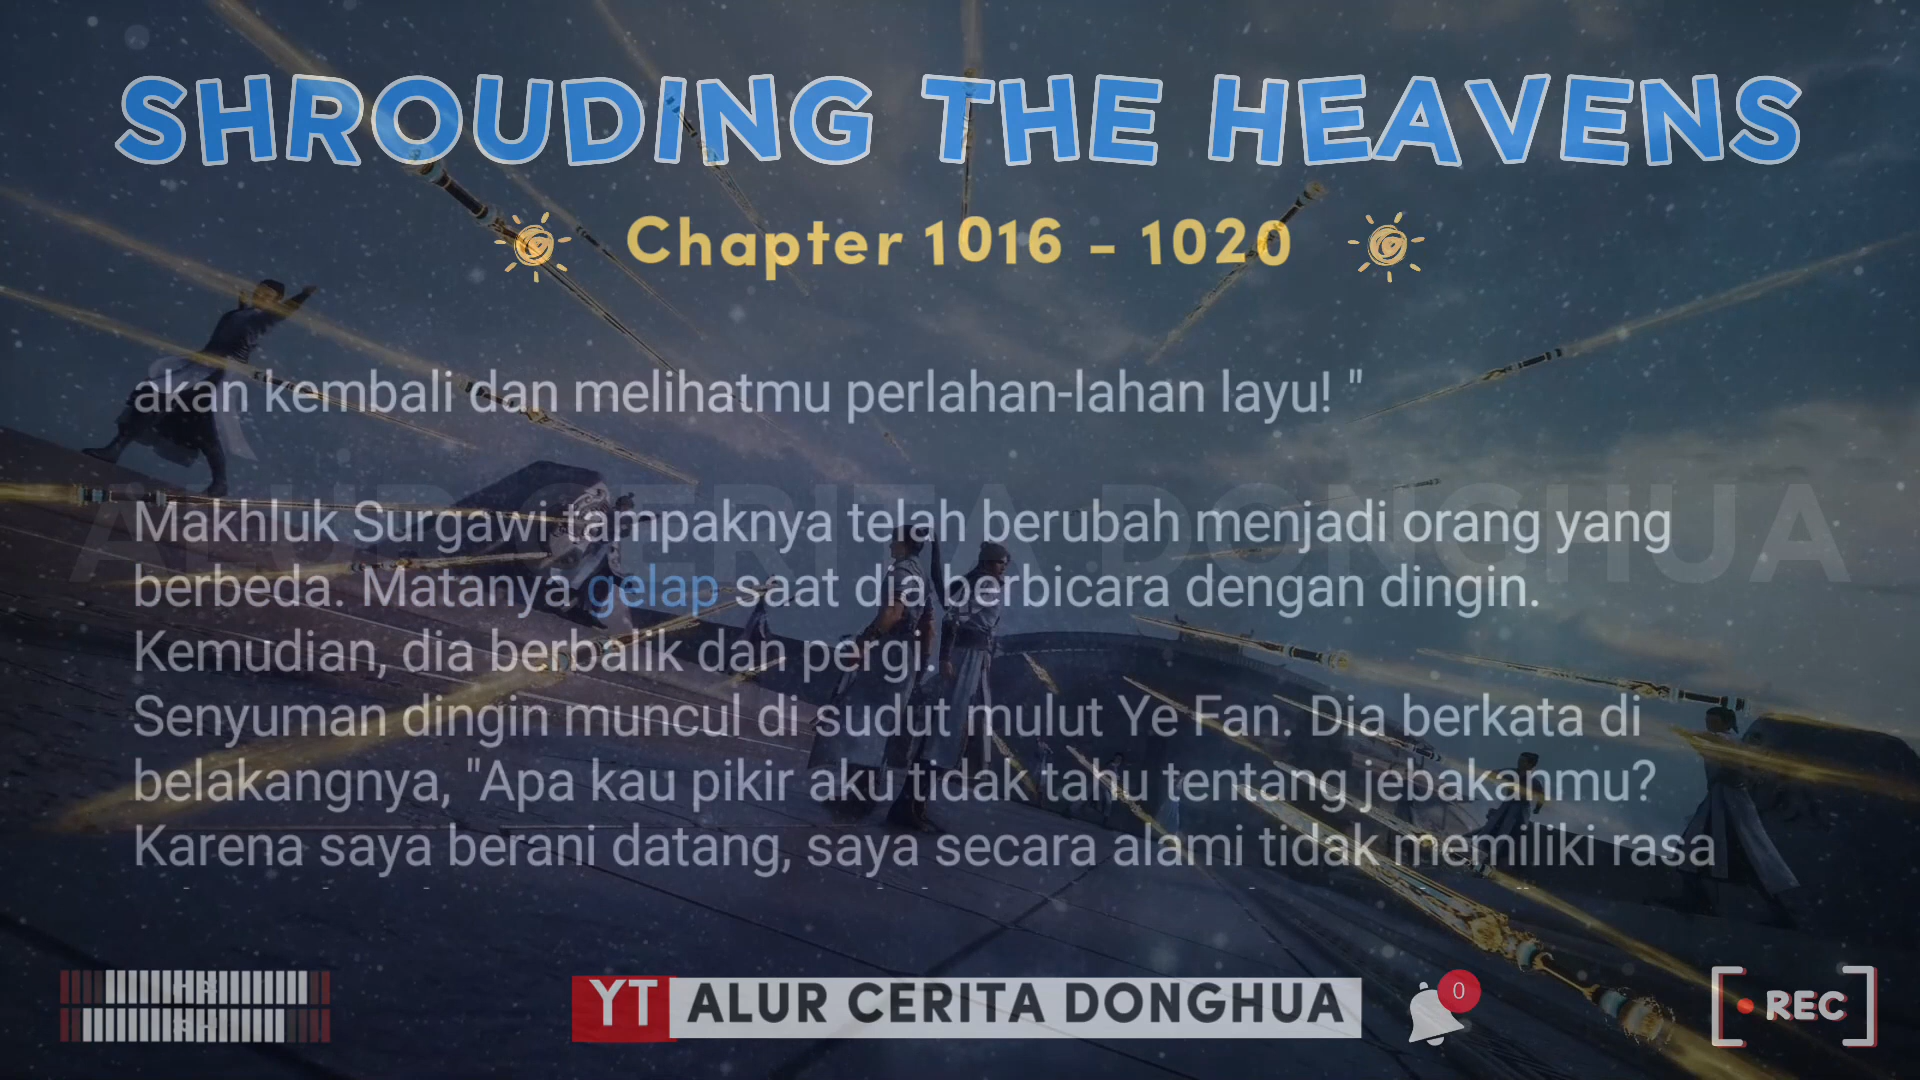 SHROUDING THE HEAVENS
Chapter 1016 - 1020
akan kembali dan melihatmu perlahan-lahan layu! "
ALUR CERITA DONGHUA
Makhluk Surgawi tampaknya telah berubah menjadi orang yang
berbeda. Matanya gelap saat dia berbicara dengan dingin.
Kemudian, dia berbalik dan pergi.
Senyuman dingin muncul di sudut mulut Ye Fan. Dia berkata di
belakangnya, "Apa kau pikir aku tidak tahu tentang jebakanmu?
Karena saya berani datang, saya secara alami tidak memiliki rasa
YT ALUR CERITA DONGHUA
0
REC